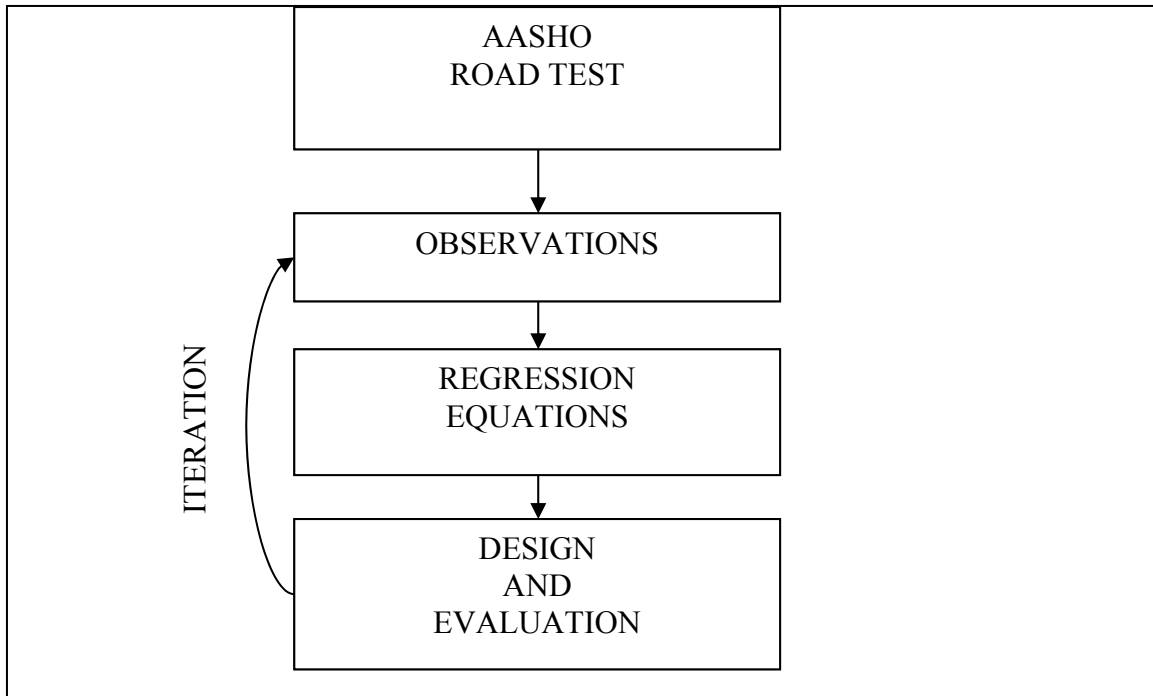 AASHO
ROAD TEST
OBSERVATIONS
ITERATION
REGRESSION
EQUATIONS
DESIGN
AND
EVALUATION